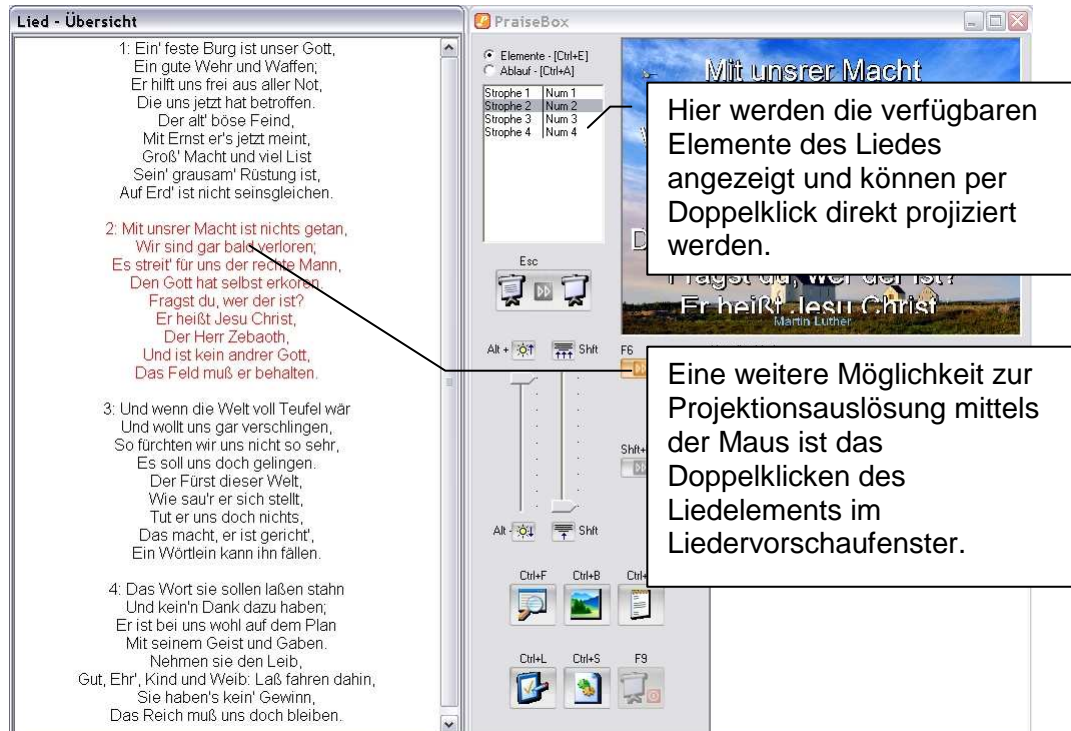 Lied - Übersicht
1: Ein' feste Burg ist unser Gott,
Ein gute Wehr und Waffen;
Er hilft uns frei aus aller Not,
Die uns jetzt hat betroffen.
Der alt' böse Feind,
Mit Ernst er's jetzt meint,
Groß' Macht und viel List
Sein' grausam' Rüstung ist,
Auf Erd' ist nicht seinsgleichen.
2: Mit unsrer Macht ist nichts getan,
Wir sind gar bald verloren;
Es streit' für uns der rechte Mann,
Den Gott hat selbst erkoren.
Fragst du, wer der ist?
Er heißt Jesu Christ,
Der Herr Zebaoth,
Und ist kein andrer Gott,
Das Feld muß er behalten.
3: Und wenn die Welt voll Teufel wär
Und wollt uns gar verschlingen,
So fürchten wir uns nicht so sehr,
Es soll uns doch gelingen.
Der Fürst dieser Welt,
Wie sau'r er sich stellt,
Tut er uns doch nichts,
Das macht, er ist gericht',
Ein Wörtlein kann ihn fällen.
4: Das Wort sie sollen laßen stahn
Und kein'n Dank dazu haben;
Er ist bei uns wohl auf dem Plan
Mit seinem Geist und Gaben.
Nehmen sie den Leib,
Gut, Ehr', Kind und Weib: Laß fahren dahin,
Sie haben's kein' Gewinn,
Das Reich muß uns doch bleiben.
PraiseBox
Elemente - [Ctrl+E]
Ablauf - [Ctrl+A]
Strophe 1 Num 1
Strophe 2 Num 2
Strophe 3 Num 3
Strophe 4 Num 4
Mit unsrer Macht
Hier werden die verfügbaren
Elemente des Liedes
angezeigt und können per
Doppelklick direkt projiziert
werden.
Fragst du, wer der ist?
Er heißt Jesu Christ
Martin Luther
Esc
Alt + Shft F6
Eine weitere Möglichkeit zur
Projektionsauslösung mittels
der Maus ist das
Doppelklicken des
Liedelements im
Liedervorschaufenster.
Shft+
Alt - Shft
Ctrl+F Ctrl+B Ctrl+
Ctrl+L Ctrl+S F9